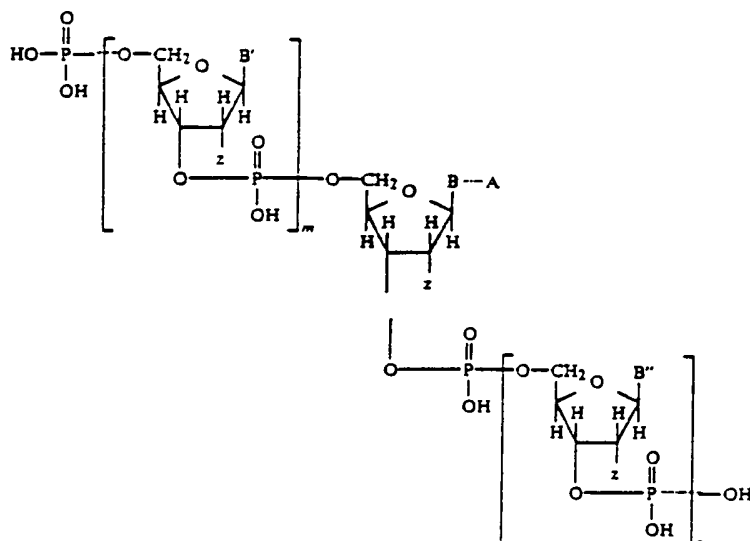 O
HO—P—O—CH2 O B'
OH H H H H
z O
O—P—O—CH2 O B---A
OH m H H H H
z
O
O—P—O—CH2 O B"
OH H H H H
z O
O—P---OH
OH